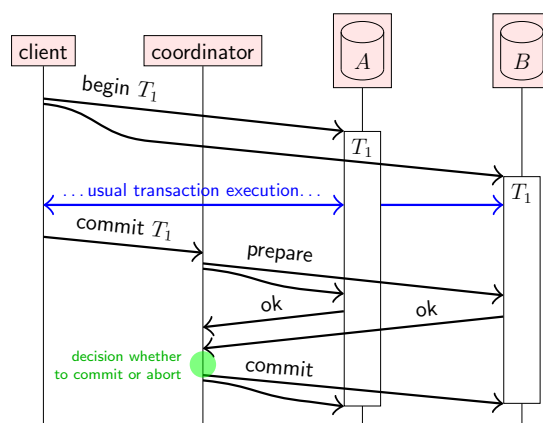 client
coordinator
A
B
begin T₁
T₁
T₁
...usual transaction execution...
commit T₁
prepare
ok
ok
decision whether
to commit or abort
commit